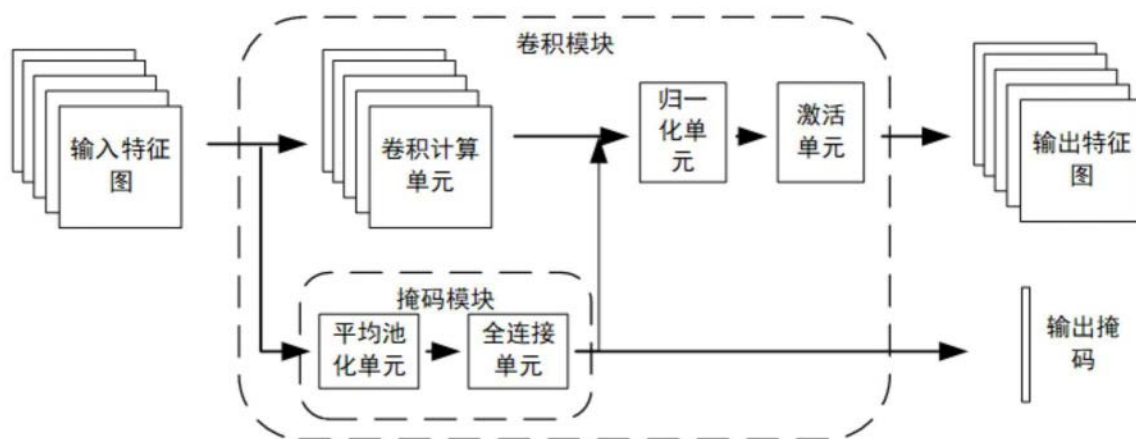 卷积模块
输入特征
图
卷积计算
单元
归一
化单
元
激活
单元
输出特征
图
掩码模块
平均池
化单元
全连接
单元
输出掩
码